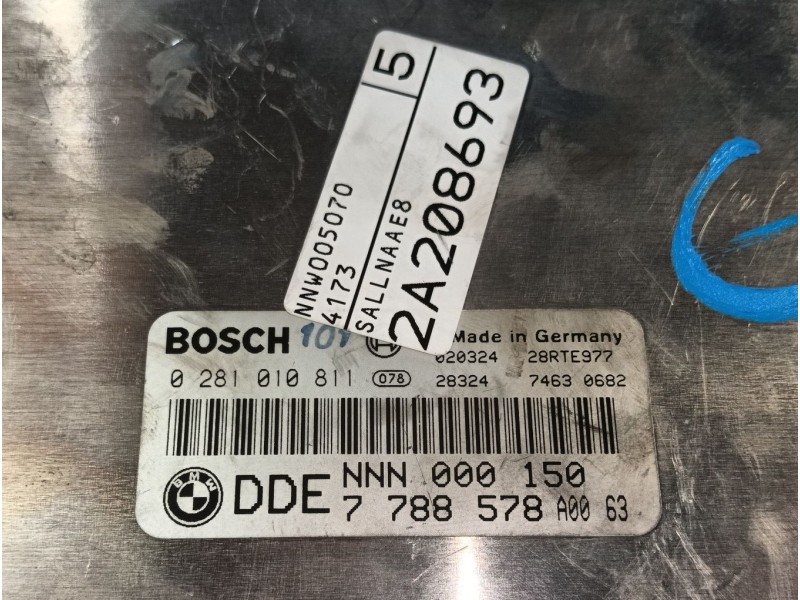 5
2A208693
NNW005070
4173
SALLNAAE8
BOSCH 101
Made in Germany
020324 28RTE977
0 281 010 811 078 28324 7463 0682
BMW
DDE NNN 000 150
7 788 578 A00 63